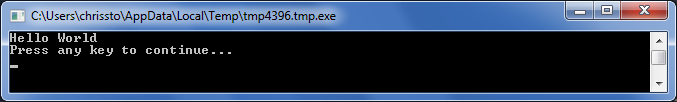 C:\Users\chrissto\AppData\Local\Temp\tmp4396.tmp.exe
Hello World
Press any key to continue...